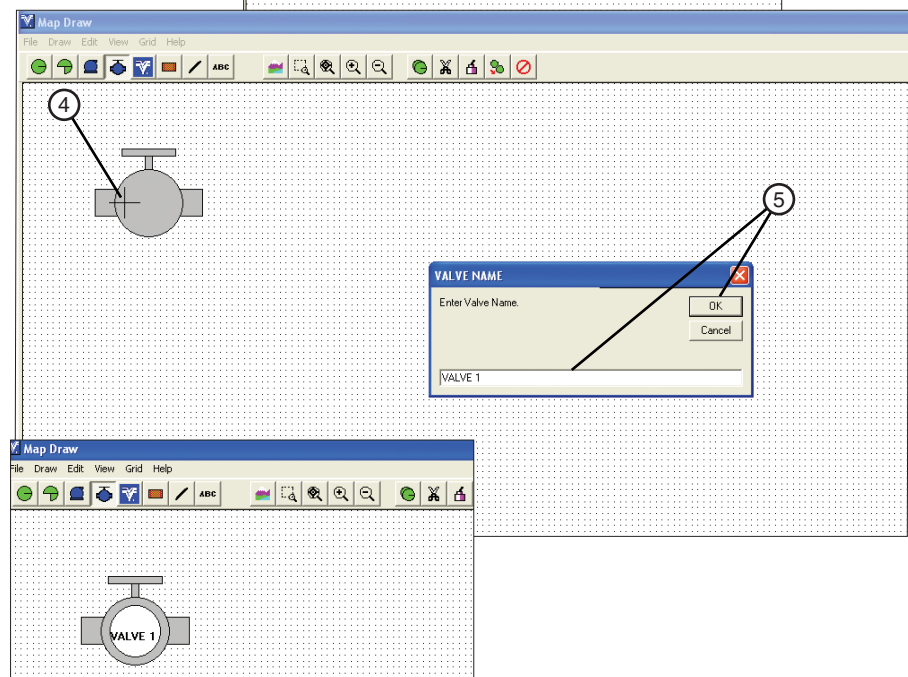 Map Draw
File Draw Edit View Grid Help
ABC
4
5
VALVE NAME
Enter Valve Name.
OK
Cancel
VALVE 1
Map Draw
File Draw Edit View Grid Help
ABC
VALVE 1